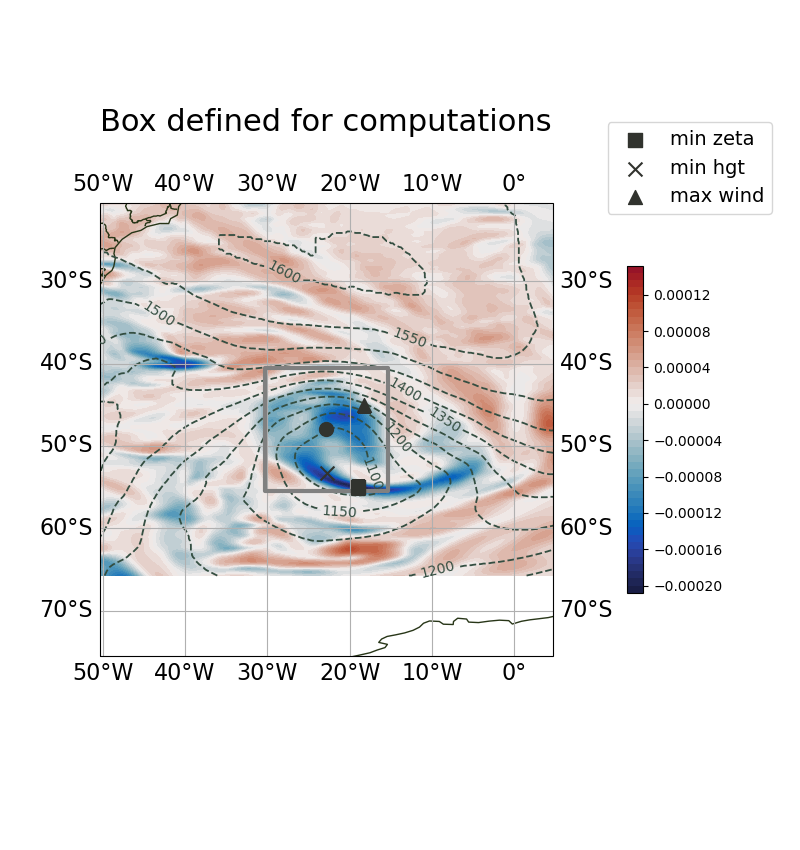 Box defined for computations
min zeta
min hgt
max wind
50°W 40°W 30°W 20°W 10°W 0°
30°S 30°S
40°S 40°S
50°S 50°S
60°S 60°S
70°S 70°S
50°W 40°W 30°W 20°W 10°W 0°
1600
1500
1550
1400
1350
1200
1100
1150
1200
0.00012
0.00008
0.00004
0.00000
−0.00004
−0.00008
−0.00012
−0.00016
−0.00020